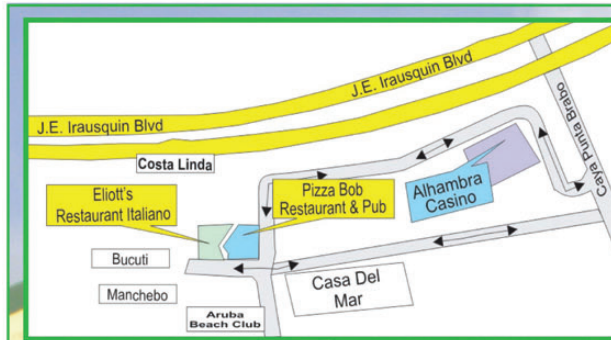 J.E. Irausquin Blvd
J.E. Irausquin Blvd
Caya Punta Brabo
Costa Linda
Eliott's
Restaurant Italiano
Pizza Bob
Restaurant & Pub
Alhambra
Casino
Bucuti
Manchebo
Casa Del
Mar
Aruba
Beach Club